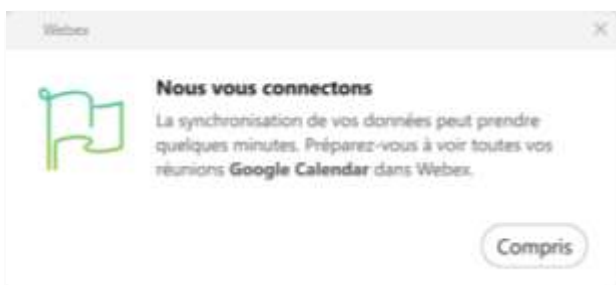 Webex
Nous vous connectons
La synchronisation de vos données peut prendre
quelques minutes. Préparez-vous à voir toutes vos
réunions Google Calendar dans Webex.
Compris